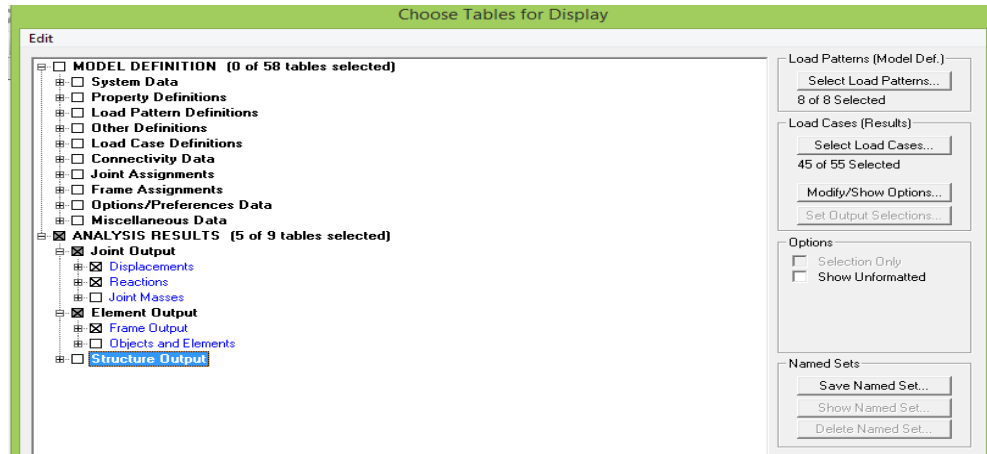 Choose Tables for Display
Edit
MODEL DEFINITION (0 of 58 tables selected)
System Data
Property Definitions
Load Pattern Definitions
Other Definitions
Load Case Definitions
Connectivity Data
Joint Assignments
Frame Assignments
Options/Preferences Data
Miscellaneous Data
ANALYSIS RESULTS (5 of 9 tables selected)
Joint Output
Displacements
Reactions
Joint Masses
Element Output
Frame Output
Objects and Elements
Structure Output
Load Patterns (Model Def.)
Select Load Patterns...
8 of 8 Selected
Load Cases (Results)
Select Load Cases...
45 of 55 Selected
Modify/Show Options...
Set Output Selections...
Options
Selection Only
Show Unformatted
Named Sets
Save Named Set...
Show Named Set...
Delete Named Set...